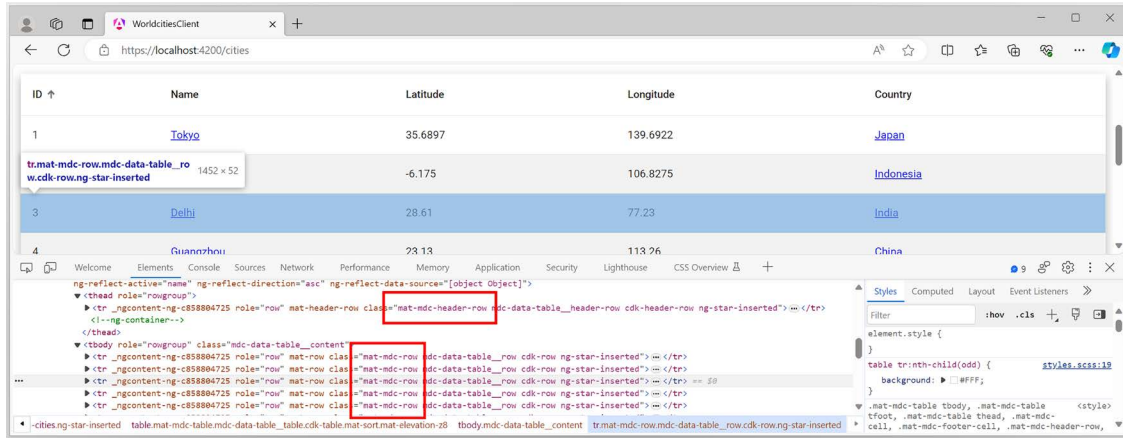 WorldcitiesClient
https://localhost:4200/cities
ID ↑ Name Latitude Longitude Country
1 Tokyo 35.6897 139.6922 Japan
tr.mat-mdc-row.mdc-data-table__ro
w.cdk-row.ng-star-inserted 1452 × 52
-6.175 106.8275 Indonesia
3 Delhi 28.61 77.23 India
4 Guangzhou 23.13 113.26 China
Welcome Elements Console Sources Network Performance Memory Application Security Lighthouse CSS Overview + 9
ng-reflect-active="name" ng-reflect-direction="asc" ng-reflect-data-source="[object Object]">
▼<thead role="rowgroup">
▶<tr _ngcontent-ng-c858804725 role="row" mat-header-row class="mat-mdc-header-row mdc-data-table__header-row cdk-header-row ng-star-inserted">…</tr>
<!--ng-container-->
</thead>
▼<tbody role="rowgroup" class="mdc-data-table__content">
▶<tr _ngcontent-ng-c858804725 role="row" mat-row class="mat-mdc-row mdc-data-table__row cdk-row ng-star-inserted">…</tr>
▶<tr _ngcontent-ng-c858804725 role="row" mat-row class="mat-mdc-row mdc-data-table__row cdk-row ng-star-inserted">…</tr>
▶<tr _ngcontent-ng-c858804725 role="row" mat-row class="mat-mdc-row mdc-data-table__row cdk-row ng-star-inserted">…</tr> == $0
▶<tr _ngcontent-ng-c858804725 role="row" mat-row class="mat-mdc-row mdc-data-table__row cdk-row ng-star-inserted">…</tr>
▶<tr _ngcontent-ng-c858804725 role="row" mat-row class="mat-mdc-row mdc-data-table__row cdk-row ng-star-inserted">…</tr>
-cities.ng-star-inserted table.mat-mdc-table.mdc-data-table__table.cdk-table.mat-sort.mat-elevation-z8 tbody.mdc-data-table__content tr.mat-mdc-row.mdc-data-table__row.cdk-row.ng-star-inserted
Styles Computed Layout Event Listeners
Filter :hov .cls
element.style {
}
table tr:nth-child(odd) { styles.scss:19
background: ▶ #FFF;
}
.mat-mdc-table tbody, .mat-mdc-table <style>
tfoot, .mat-mdc-table thead, .mat-mdc-
cell, .mat-mdc-footer-cell, .mat-mdc-header-row,